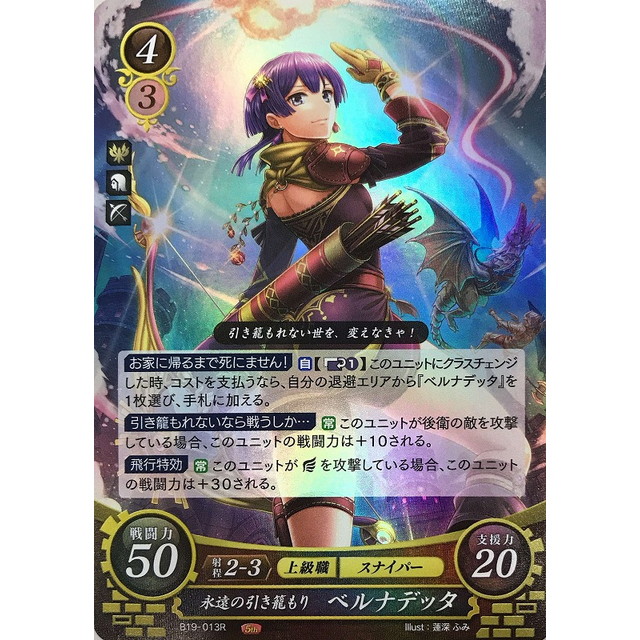 4
3
引き籠もれない世を、変えなきゃ!
お家に帰るまで死にません! 自【 1】このユニットにクラスチェンジ
した時、コストを支払うなら、自分の退避エリアから『ベルナデッタ』を
1枚選び、手札に加える。
引き籠もれないなら戦うしか… 常 このユニットが後衛の敵を攻撃
している場合、このユニットの戦闘力は+10される。
飛行特効 常 このユニットが を攻撃している場合、このユニット
の戦闘力は+30される。
戦闘力
50
射程 2-3 上級職 スナイパー
支援力
20
永遠の引き籠もり ベルナデッタ
B19-013R 5th Illust:蓮深 ふみ